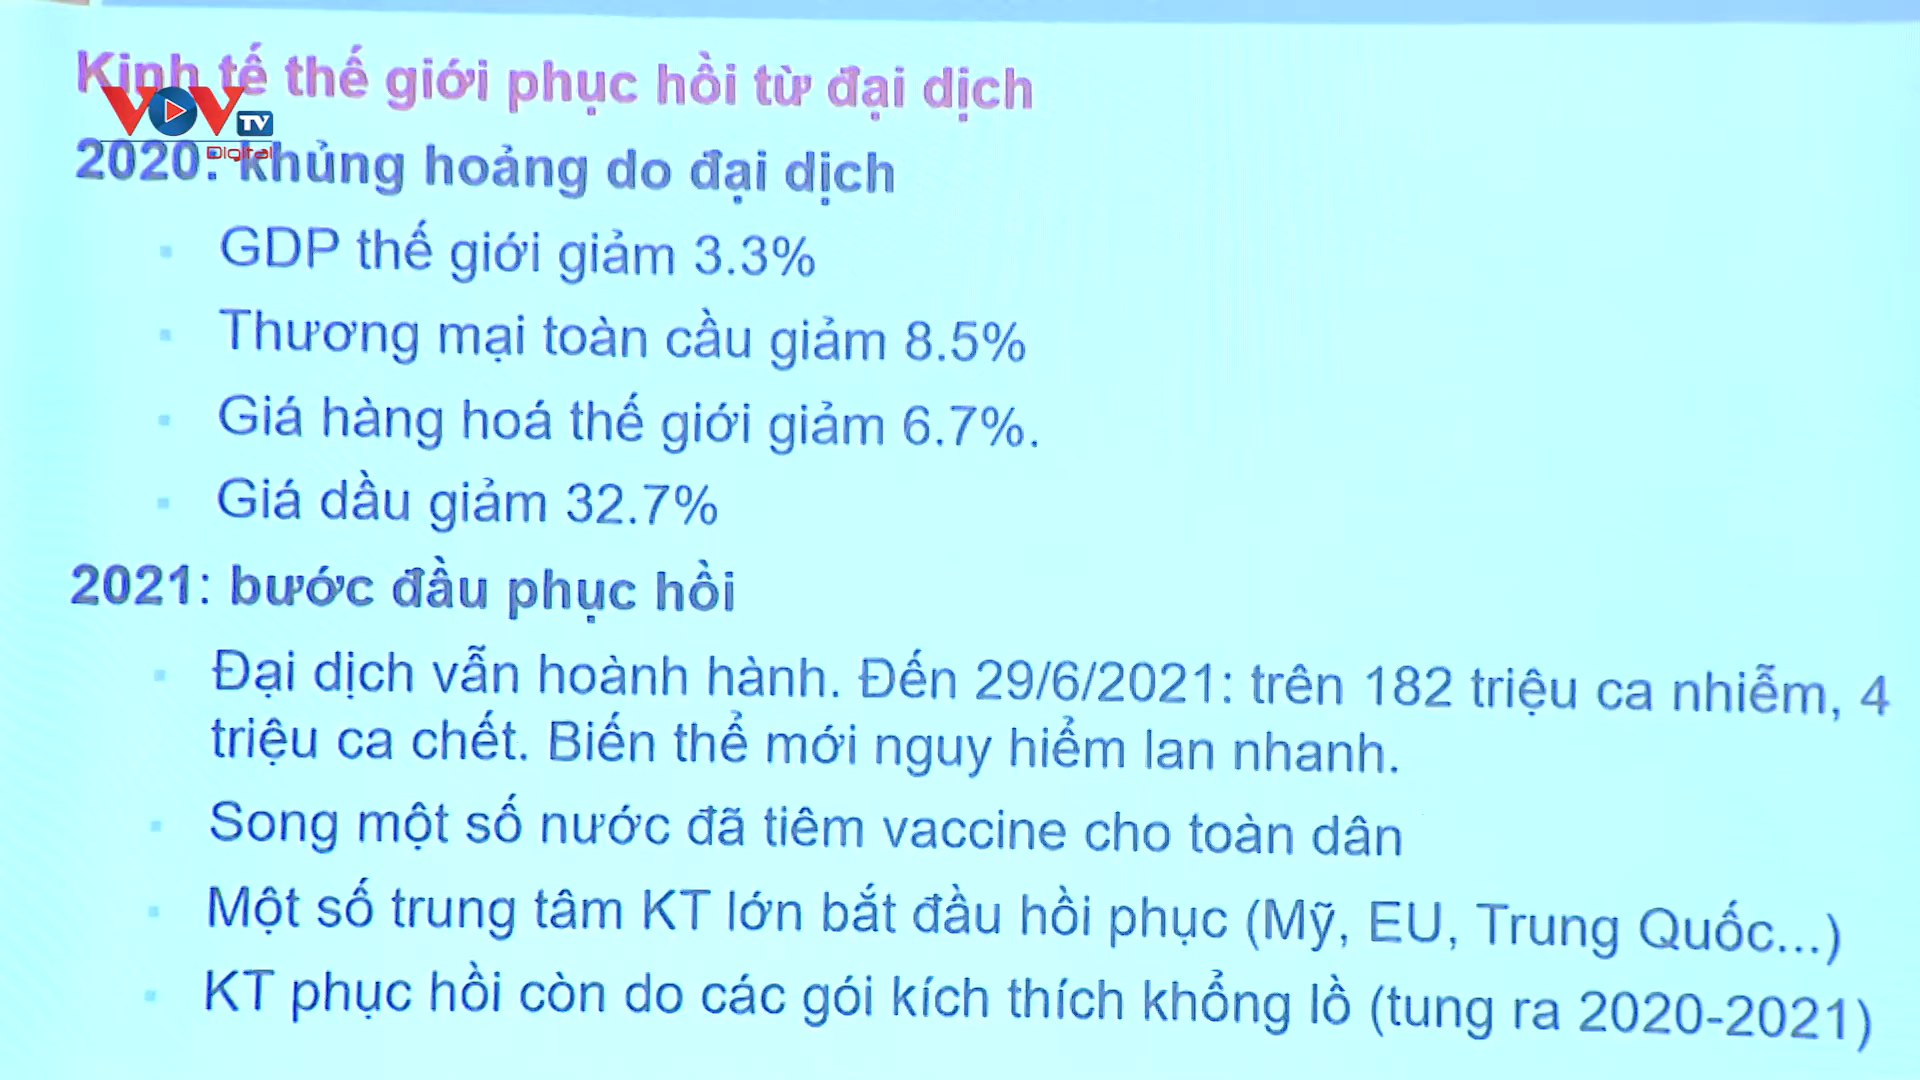 Kinh tế thế giới phục hồi từ đại dịch
VOV TV
Digital
2020: khủng hoảng do đại dịch
GDP thế giới giảm 3.3%
Thương mại toàn cầu giảm 8.5%
Giá hàng hoá thế giới giảm 6.7%.
Giá dầu giảm 32.7%
2021: bước đầu phục hồi
Đại dịch vẫn hoành hành. Đến 29/6/2021: trên 182 triệu ca nhiễm, 4
triệu ca chết. Biến thể mới nguy hiểm lan nhanh.
Song một số nước đã tiêm vaccine cho toàn dân
Một số trung tâm KT lớn bắt đầu hồi phục (Mỹ, EU, Trung Quốc...)
KT phục hồi còn do các gói kích thích khổng lồ (tung ra 2020-2021)